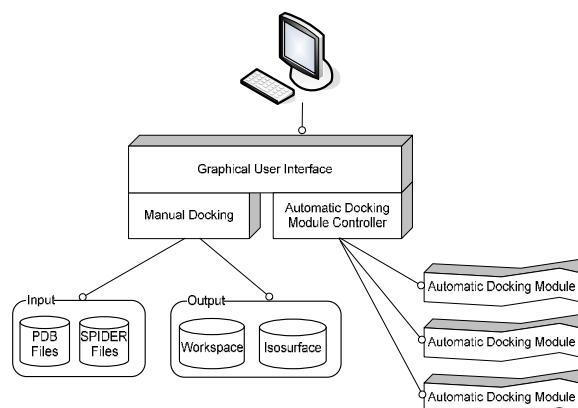 Graphical User Interface
Manual Docking
Automatic Docking
Module Controller
Input
PDB
Files
SPIDER
Files
Output
Workspace
Isosurface
Automatic Docking Module
Automatic Docking Module
Automatic Docking Module